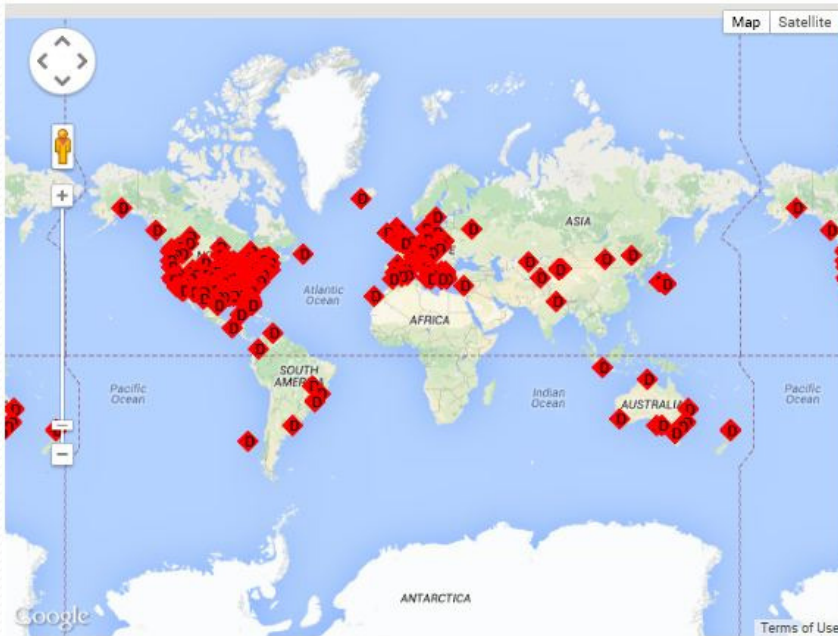 Map Satellite
ASIA
Atlantic
Ocean
AFRICA
SOUTH
AMERICA
Pacific
Ocean
Indian
Ocean
AUSTRALIA
Pacific
Ocean
ANTARCTICA
Google
Terms of Use
D